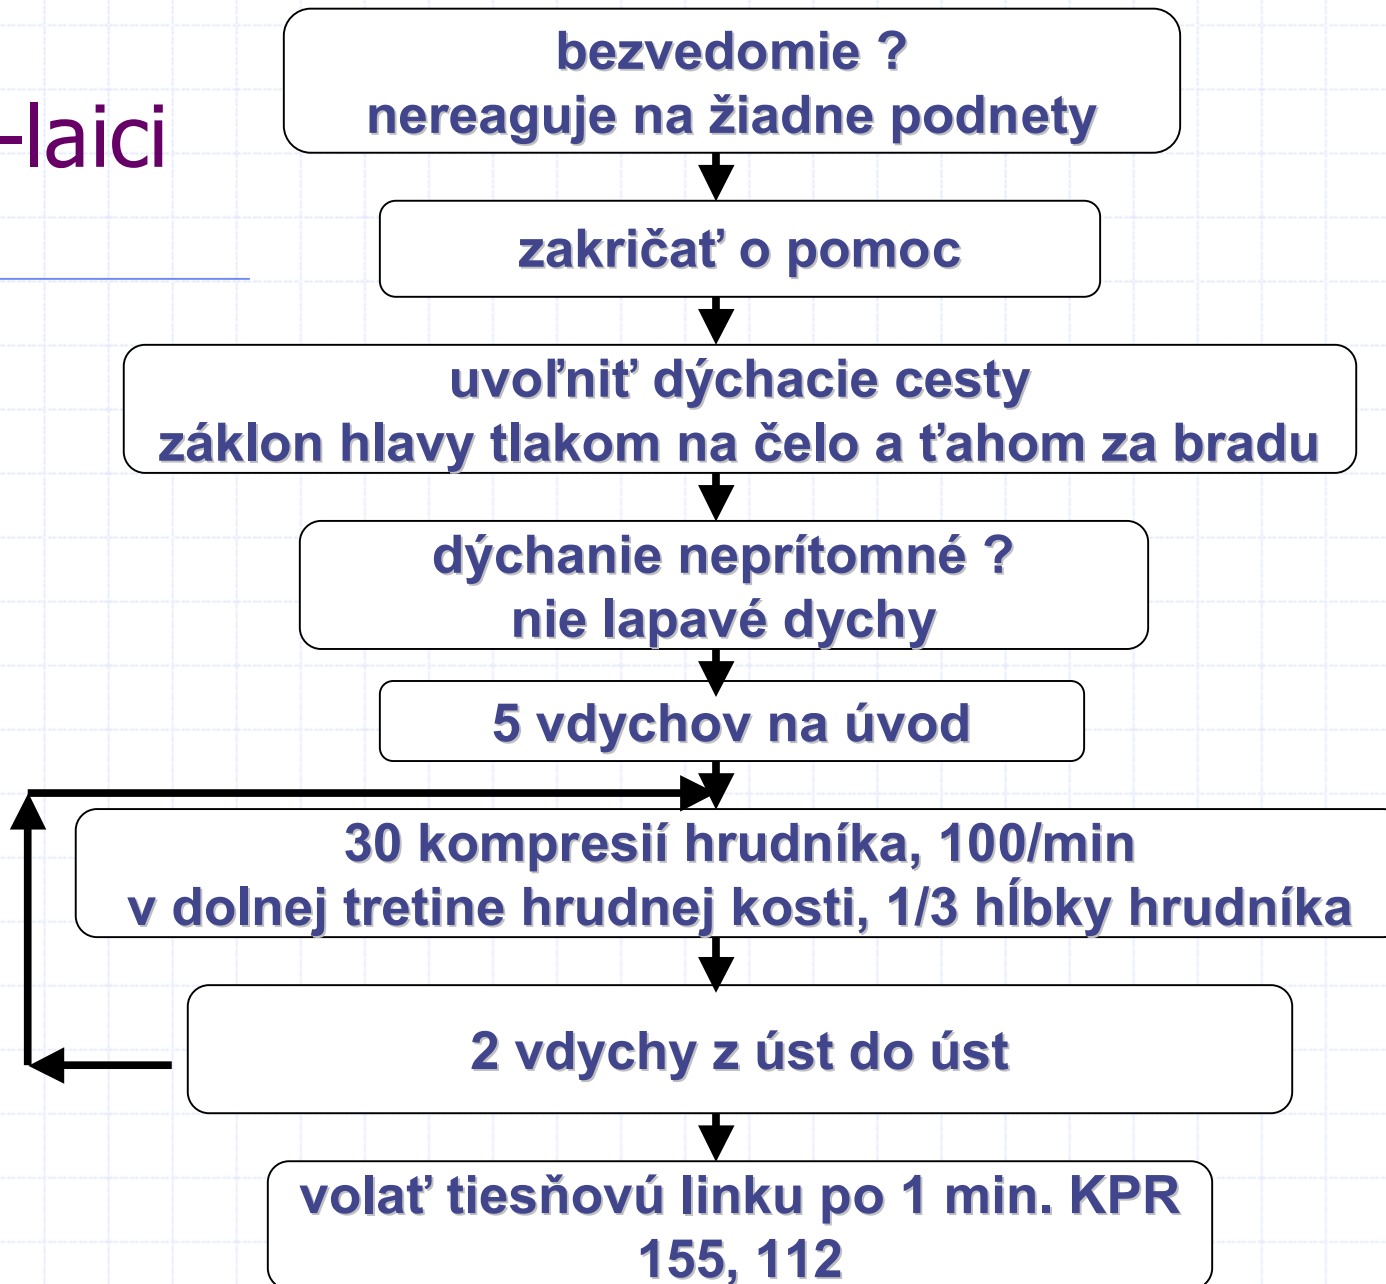 -laici
bezvedomie ?
nereaguje na žiadne podnety
zakričať o pomoc
uvoľniť dýchacie cesty
záklon hlavy tlakom na čelo a ťahom za bradu
dýchanie neprítomné ?
nie lapavé dychy
5 vdychov na úvod
30 kompresií hrudníka, 100/min
v dolnej tretine hrudnej kosti, 1/3 hĺbky hrudníka
2 vdychy z úst do úst
volať tiesňovú linku po 1 min. KPR
155, 112